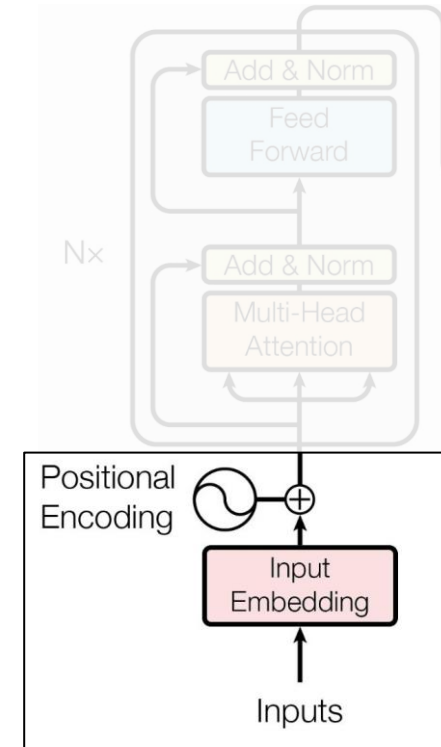 Add & Norm
Feed
Forward
N×
Add & Norm
Multi-Head
Attention
Positional
Encoding
Input
Embedding
Inputs